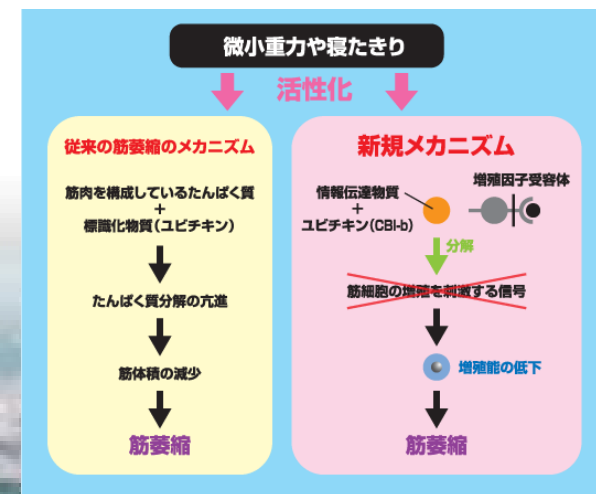 微小重力や寝たきり
活性化
従来の筋萎縮のメカニズム
筋肉を構成しているたんぱく質
+
標識化物質(ユビチキン)
たんぱく質分解の亢進
筋体積の減少
筋萎縮
新規メカニズム
増殖因子受容体
情報伝達物質
+
ユビチキン(CBl-b)
分解
筋細胞の増殖を刺激する信号
増殖能の低下
筋萎縮